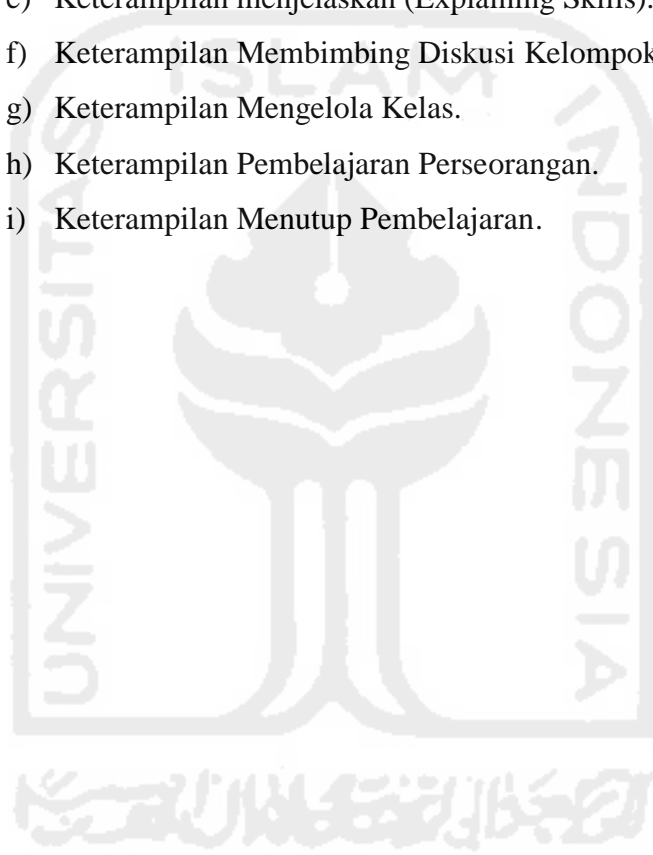 e) Keterampilan menjelaskan (Explaining Skills).
f) Keterampilan Membimbing Diskusi Kelompok
g) Keterampilan Mengelola Kelas.
h) Keterampilan Pembelajaran Perseorangan.
i) Keterampilan Menutup Pembelajaran.
ISLAM
UNIVERSITAS
INDONESIA